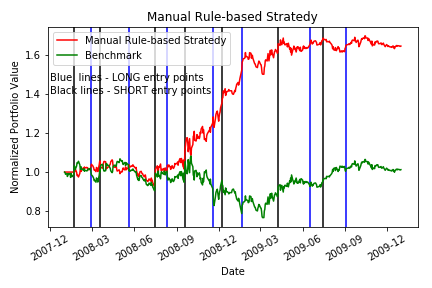 Manual Rule-based Stratedy
Manual Rule-based Stratedy
Benchmark
Blue lines - LONG entry points
Black lines - SHORT entry points
Normalized Portfolio Value
1.6
1.4
1.2
1.0
0.8
2007-12
2008-03
2008-06
2008-09
2008-12
2009-03
2009-06
2009-09
2009-12
Date